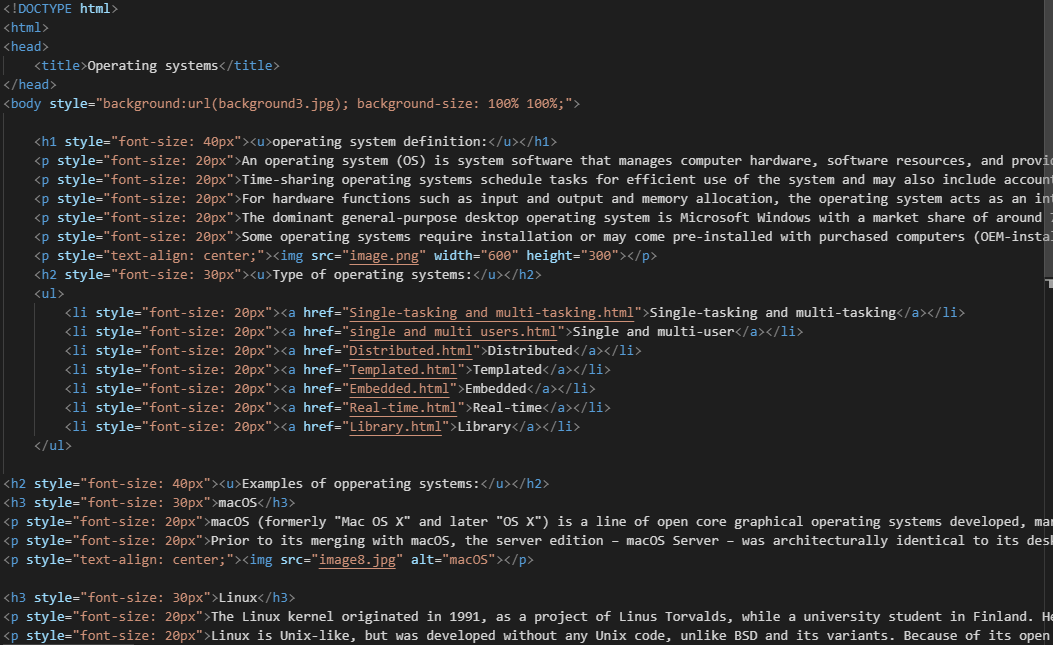 <!DOCTYPE html>
<html>
<head>
    <title>Operating systems</title>
</head>
<body style="background:url(background3.jpg); background-size: 100% 100%;">
    <h1 style="font-size: 40px"><u>operating system definition:</u></h1>
    <p style="font-size: 20px">An operating system (OS) is system software that manages computer hardware, software resources, and provi
    <p style="font-size: 20px">Time-sharing operating systems schedule tasks for efficient use of the system and may also include account
    <p style="font-size: 20px">For hardware functions such as input and output and memory allocation, the operating system acts as an int
    <p style="font-size: 20px">The dominant general-purpose desktop operating system is Microsoft Windows with a market share of around
    <p style="font-size: 20px">Some operating systems require installation or may come pre-installed with purchased computers (OEM-instal
    <p style="text-align: center;"><img src="image.png" width="600" height="300"></p>
    <h2 style="font-size: 30px"><u>Type of operating systems:</u></h2>
    <ul>
        <li style="font-size: 20px"><a href="Single-tasking and multi-tasking.html">Single-tasking and multi-tasking</a></li>
        <li style="font-size: 20px"><a href="single and multi users.html">Single and multi-user</a></li>
        <li style="font-size: 20px"><a href="Distributed.html">Distributed</a></li>
        <li style="font-size: 20px"><a href="Templated.html">Templated</a></li>
        <li style="font-size: 20px"><a href="Embedded.html">Embedded</a></li>
        <li style="font-size: 20px"><a href="Real-time.html">Real-time</a></li>
        <li style="font-size: 20px"><a href="Library.html">Library</a></li>
    </ul>
<h2 style="font-size: 40px"><u>Examples of opperating systems:</u></h2>
<h3 style="font-size: 30px">macOS</h3>
<p style="font-size: 20px">macOS (formerly "Mac OS X" and later "OS X") is a line of open core graphical operating systems developed, mar
<p style="font-size: 20px">Prior to its merging with macOS, the server edition – macOS Server – was architecturally identical to its desk
<p style="text-align: center;"><img src="image8.jpg" alt="macOS"></p>
<h3 style="font-size: 30px">Linux</h3>
<p style="font-size: 20px">The Linux kernel originated in 1991, as a project of Linus Torvalds, while a university student in Finland. He
<p style="font-size: 20px">Linux is Unix-like, but was developed without any Unix code, unlike BSD and its variants. Because of its open